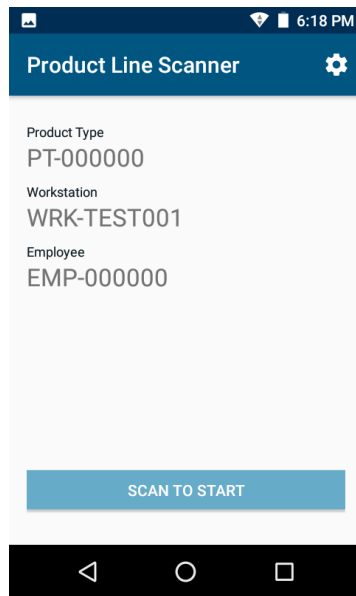 6:18 PM
Product Line Scanner
Product Type
PT-000000
Workstation
WRK-TEST001
Employee
EMP-000000
SCAN TO START